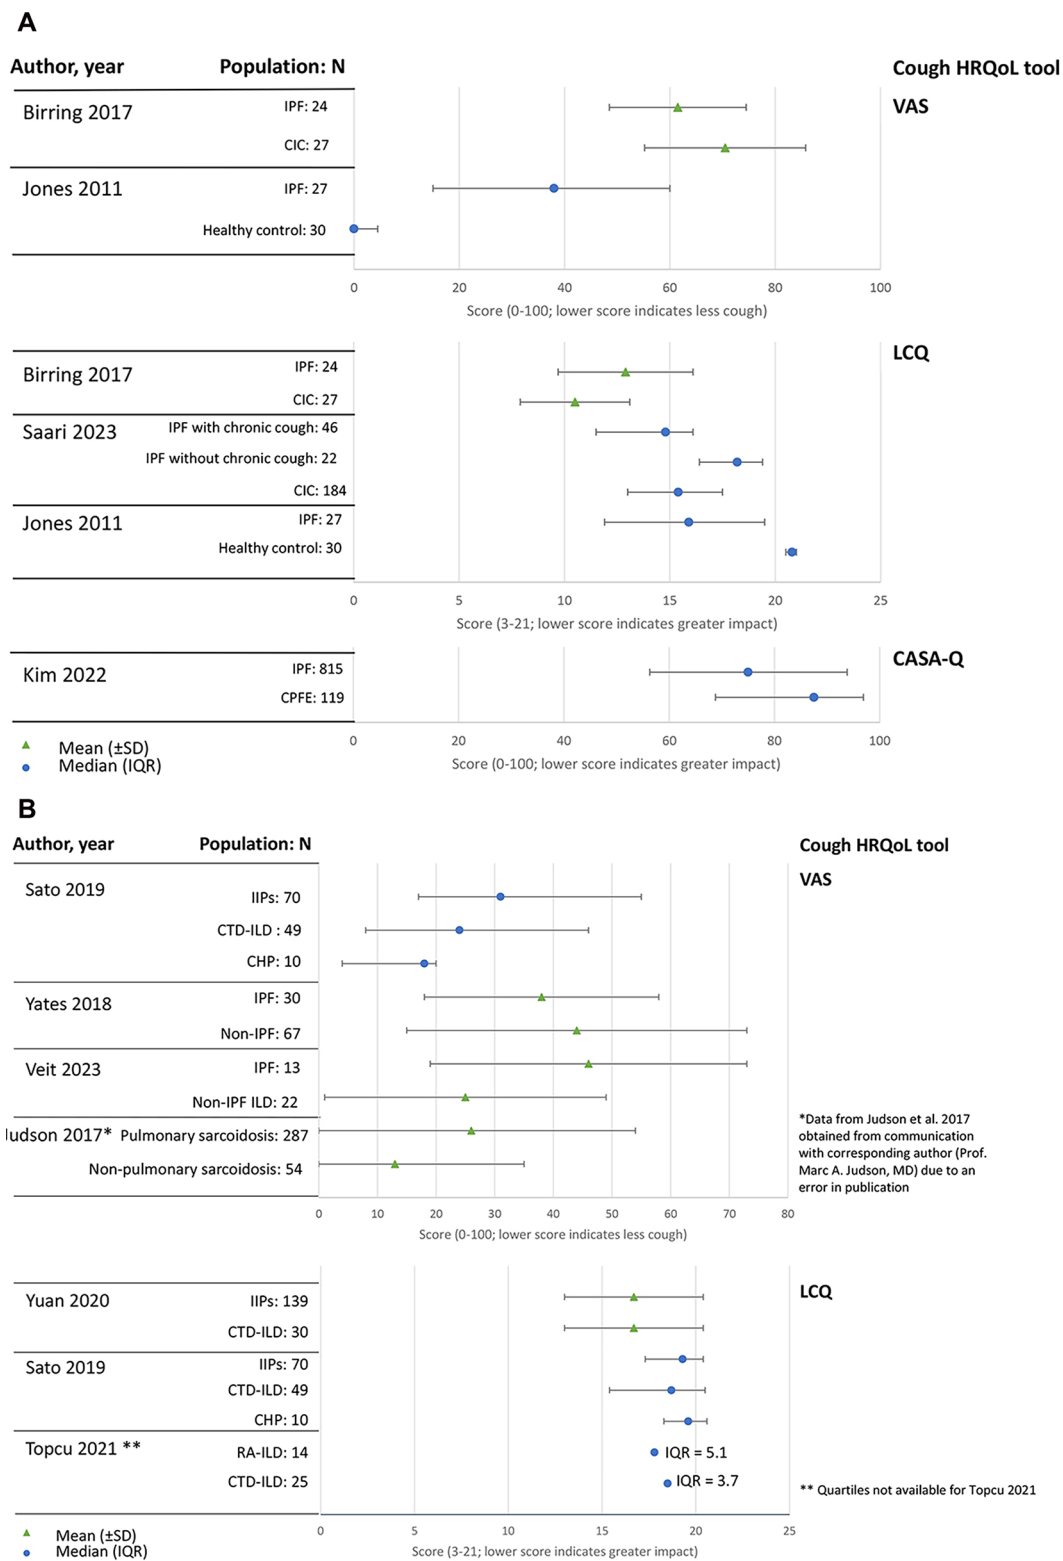 A
Author, year Population: N Cough HRQoL tool
Birring 2017 IPF: 24 VAS
CIC: 27
Jones 2011 IPF: 27
Healthy control: 30
0 20 40 60 80 100
Score (0-100; lower score indicates less cough)
LCQ
Birring 2017 IPF: 24
CIC: 27
Saari 2023 IPF with chronic cough: 46
IPF without chronic cough: 22
CIC: 184
Jones 2011 IPF: 27
Healthy control: 30
0 5 10 15 20 25
Score (3-21; lower score indicates greater impact)
Kim 2022 IPF: 815 CASA-Q
CPFE: 119
0 20 40 60 80 100
Mean (±SD)
Median (IQR)
Score (0-100; lower score indicates greater impact)
B
Author, year Population: N Cough HRQoL tool
Sato 2019 IIPs: 70 VAS
CTD-ILD : 49
CHP: 10
Yates 2018 IPF: 30
Non-IPF: 67
Veit 2023 IPF: 13
Non-IPF ILD: 22
Judson 2017* Pulmonary sarcoidosis: 287
Non-pulmonary sarcoidosis: 54
*Data from Judson et al. 2017
obtained from communication
with corresponding author (Prof.
Marc A. Judson, MD) due to an
error in publication
0 10 20 30 40 50 60 70 80
Score (0-100; lower score indicates less cough)
Yuan 2020 IIPs: 139 LCQ
CTD-ILD: 30
Sato 2019 IIPs: 70
CTD-ILD: 49
CHP: 10
Topcu 2021 ** RA-ILD: 14 IQR = 5.1
CTD-ILD: 25 IQR = 3.7
** Quartiles not available for Topcu 2021
0 5 10 15 20 25
Mean (±SD)
Median (IQR)
Score (3-21; lower score indicates greater impact)